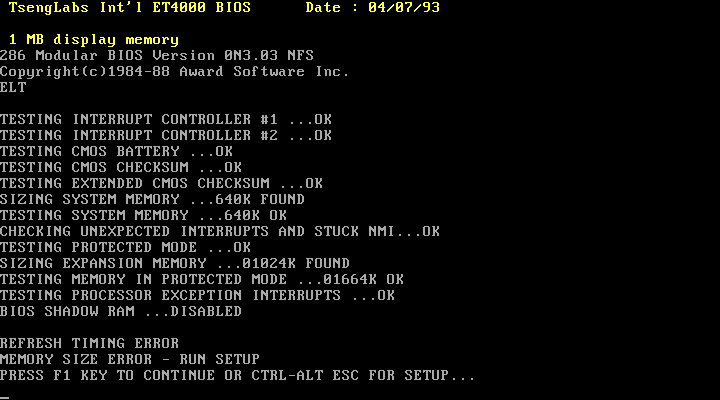 TsengLabs Int'l ET4000 BIOS Date : 04/07/93
1 MB display memory
286 Modular BIOS Version 0N3.03 NFS
Copyright(c)1984-88 Award Software Inc.
ELT
TESTING INTERRUPT CONTROLLER #1 ...OK
TESTING INTERRUPT CONTROLLER #2 ...OK
TESTING CMOS BATTERY ...OK
TESTING CMOS CHECKSUM ...OK
TESTING EXTENDED CMOS CHECKSUM ...OK
SIZING SYSTEM MEMORY ...640K FOUND
TESTING SYSTEM MEMORY ...640K OK
CHECKING UNEXPECTED INTERRUPTS AND STUCK NMI...OK
TESTING PROTECTED MODE ...OK
SIZING EXPANSION MEMORY ...01024K FOUND
TESTING MEMORY IN PROTECTED MODE ...01664K OK
TESTING PROCESSOR EXCEPTION INTERRUPTS ...OK
BIOS SHADOW RAM ...DISABLED
REFRESH TIMING ERROR
MEMORY SIZE ERROR - RUN SETUP
PRESS F1 KEY TO CONTINUE OR CTRL-ALT ESC FOR SETUP...